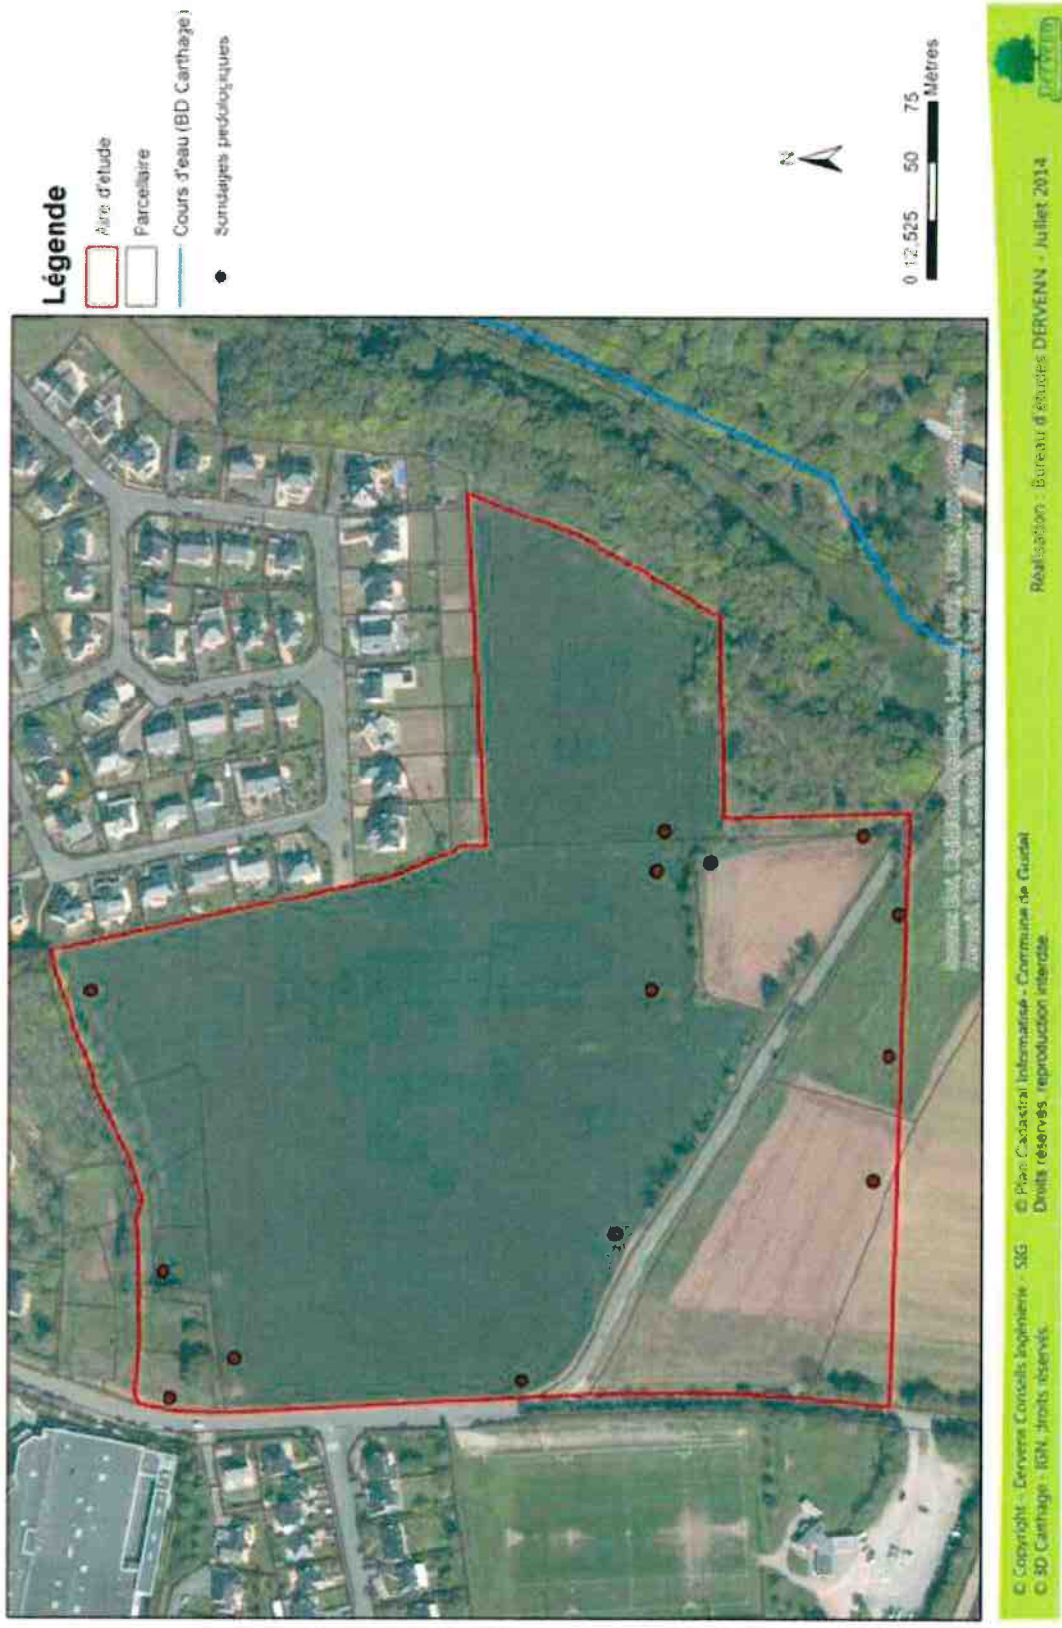 Légende
Aire d'étude
Parcellaire
Cours d'eau (BD Carthage)
Sondages pédologiques
N
0 12,525 50 75
Mètres
© Copyright - Dervenn Conseils Ingénierie - SIG
© BD Carthage - IGN, droits réservés.
© Plan Cadastral Informatisé - Commune de Guidel
Droits réservés, reproduction interdite.
Réalisation : Bureau d'études DERVENN - Juillet 2014
DERVENN